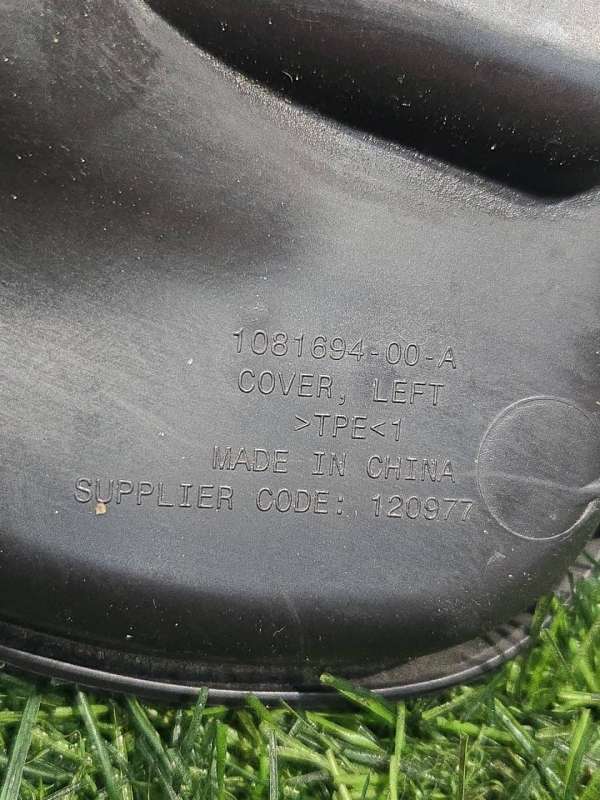 1081694-00-A
COVER, LEFT
>TPE<1
MADE IN CHINA
SUPPLIER CODE: 120977